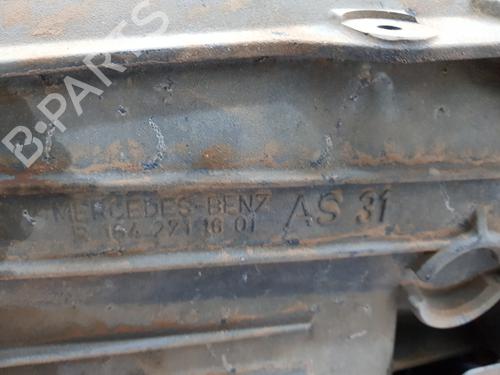 B-PARTS
MERCEDES-BENZ AS 31
R 164 271 16 01